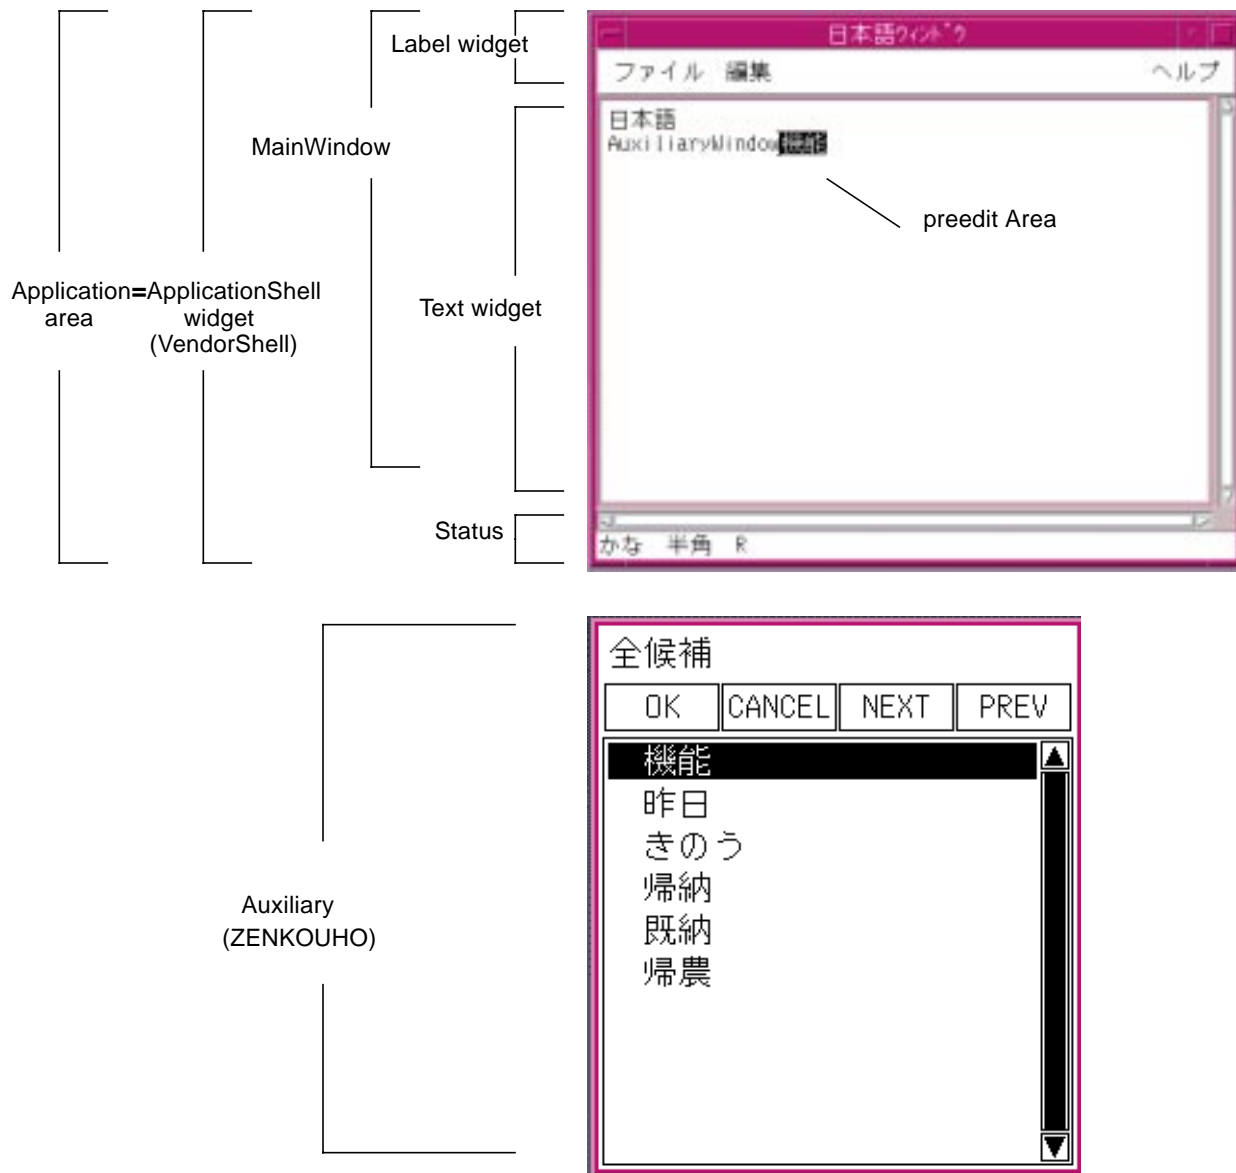 Label widget
MainWindow
Application=ApplicationShell
area widget
(VendorShell)
Text widget
Status
日本語ｳｨﾝﾄﾞｳ
ファイル 編集 ヘルプ
日本語
AuxiliaryWindow機能
preedit Area
かな 半角 R
Auxiliary
(ZENKOUHO)
全候補
OK CANCEL NEXT PREV
機能
昨日
きのう
帰納
既納
帰農